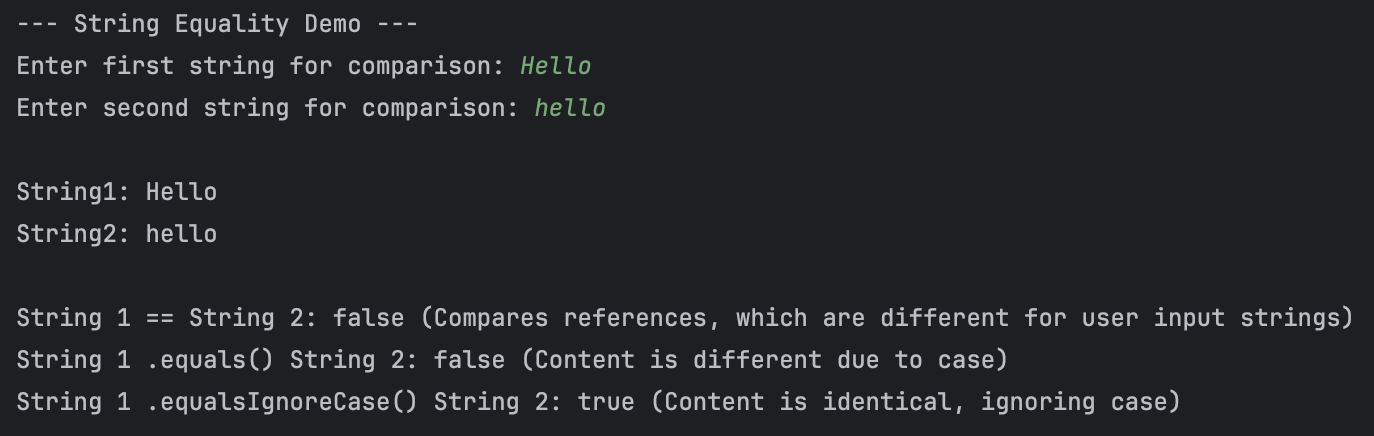 --- String Equality Demo ---
Enter first string for comparison: Hello
Enter second string for comparison: hello
String1: Hello
String2: hello
String 1 == String 2: false (Compares references, which are different for user input strings)
String 1 .equals() String 2: false (Content is different due to case)
String 1 .equalsIgnoreCase() String 2: true (Content is identical, ignoring case)